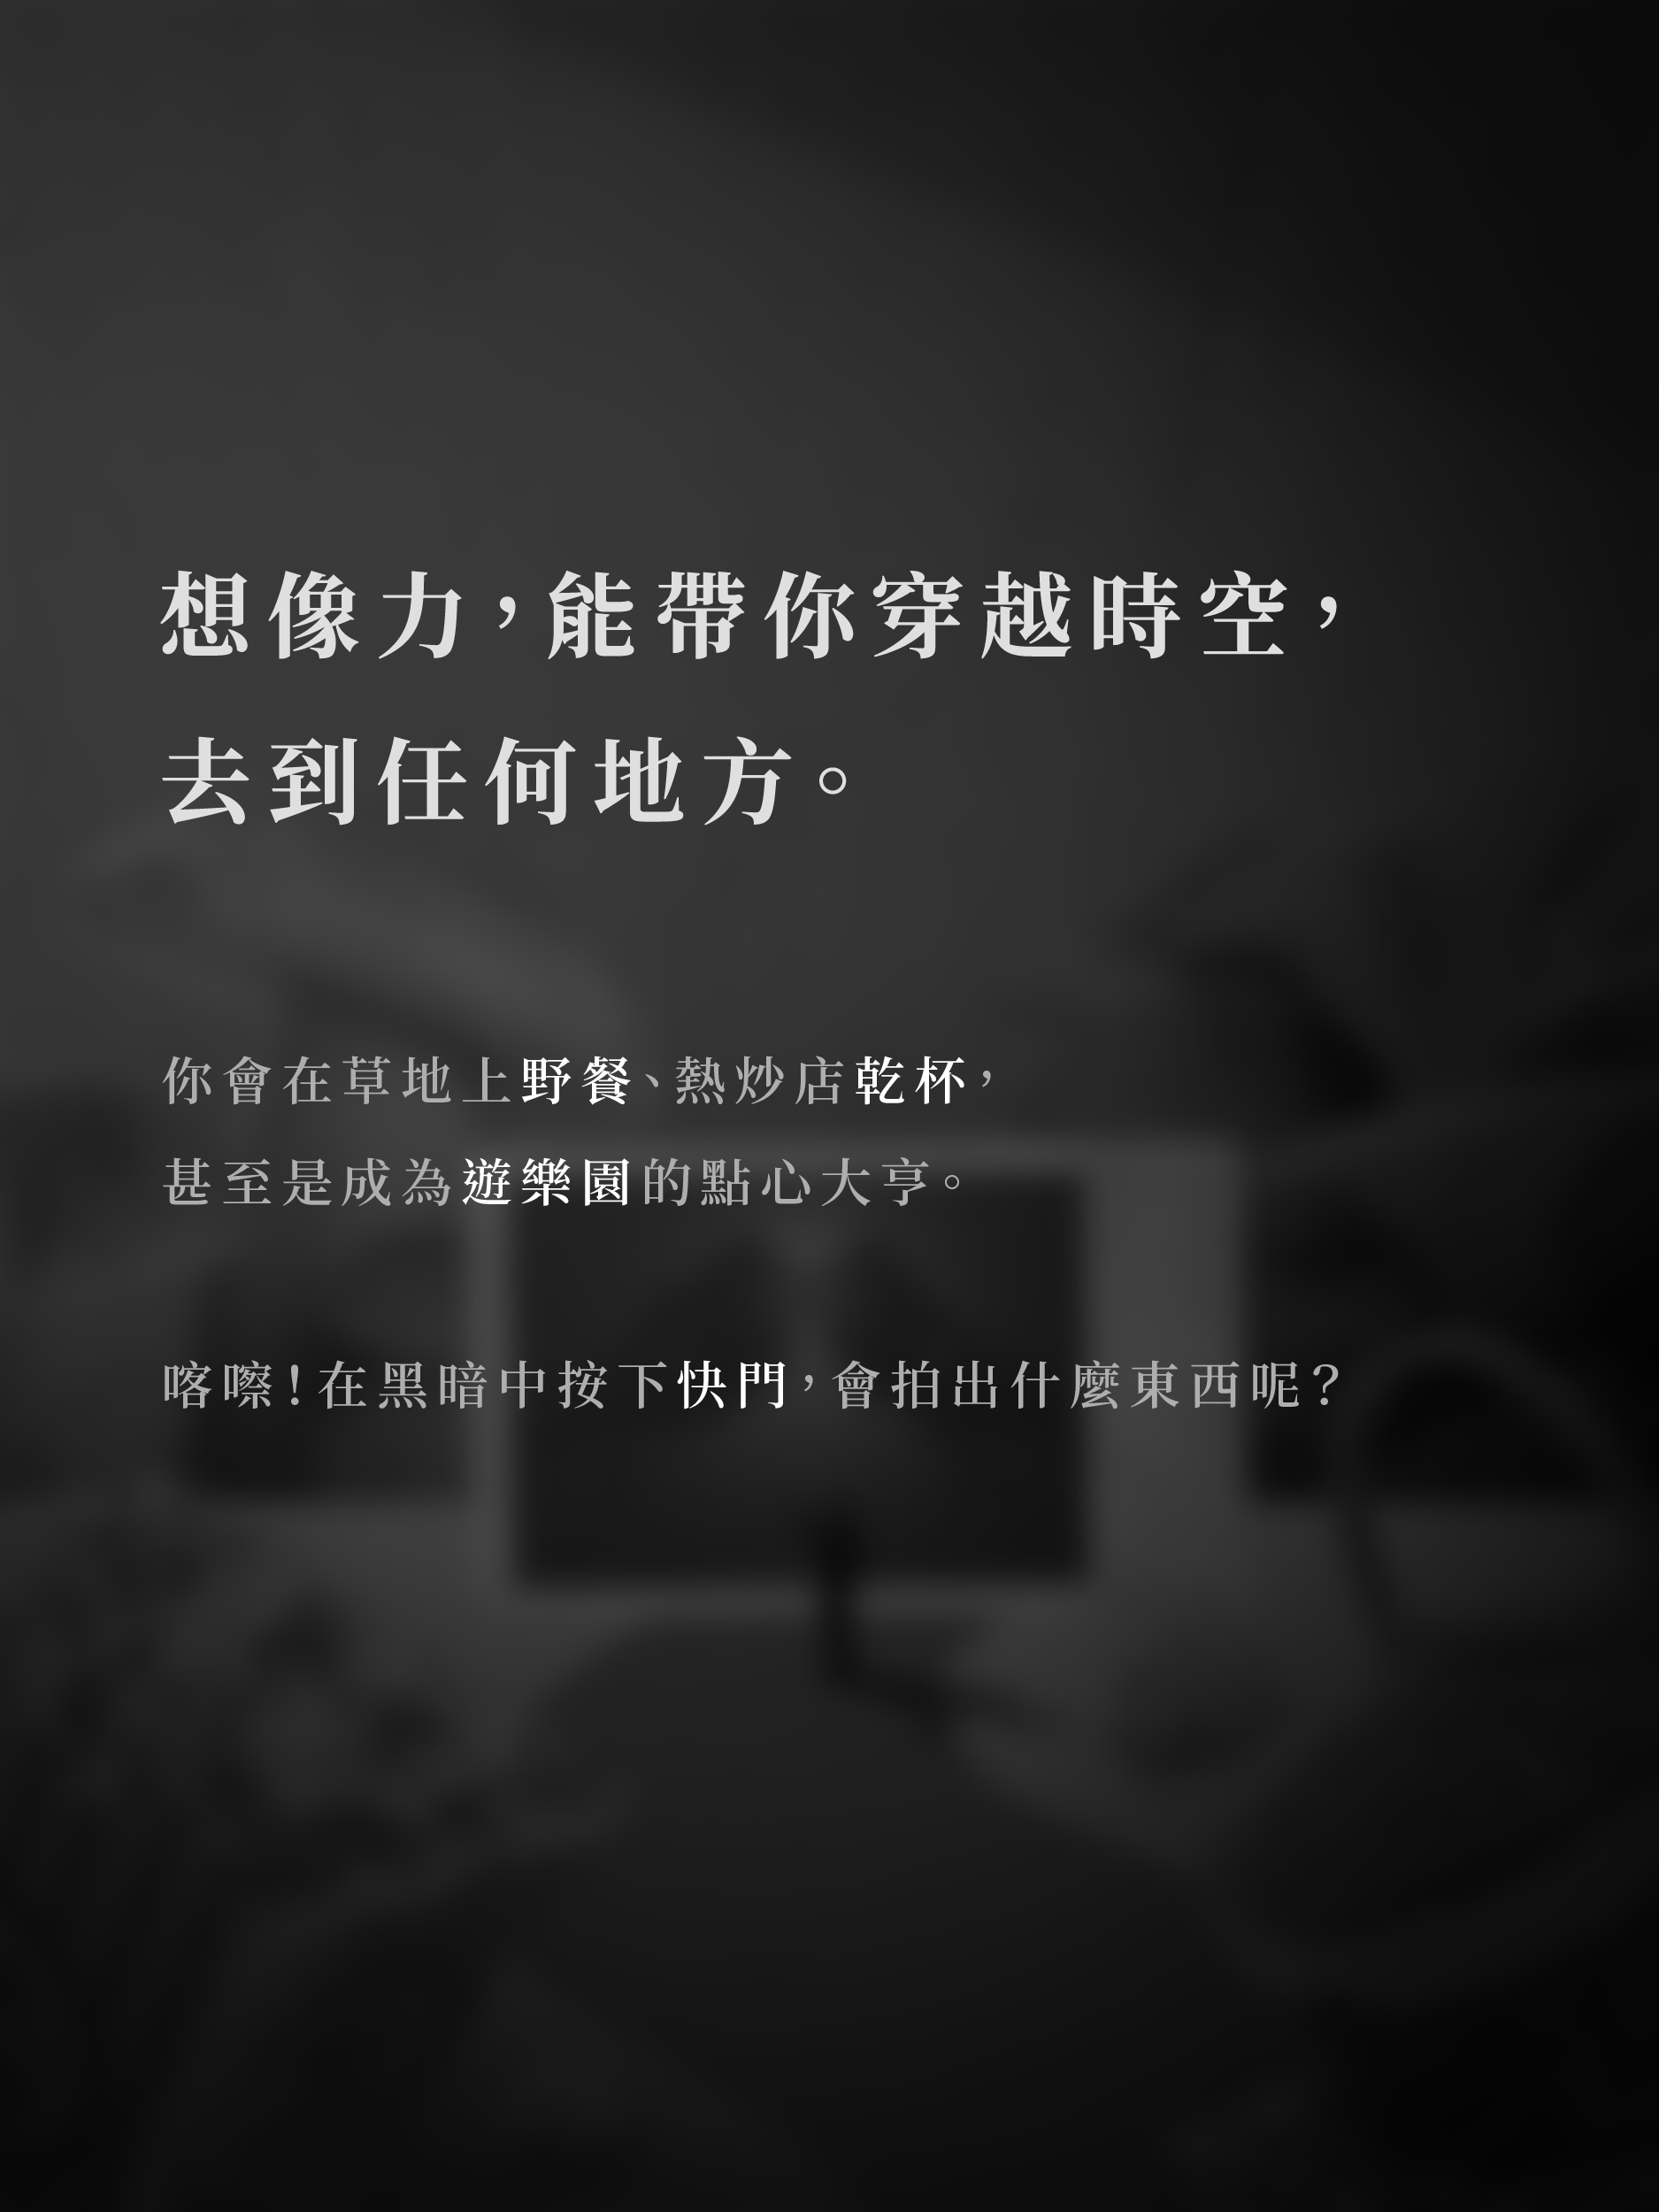 想像力，能帶你穿越時空，
去到任何地方。
你會在草地上野餐、熱炒店乾杯，
甚至是成為遊樂園的點心大亨。
喀嚓！在黑暗中按下快門，會拍出什麼東西呢？